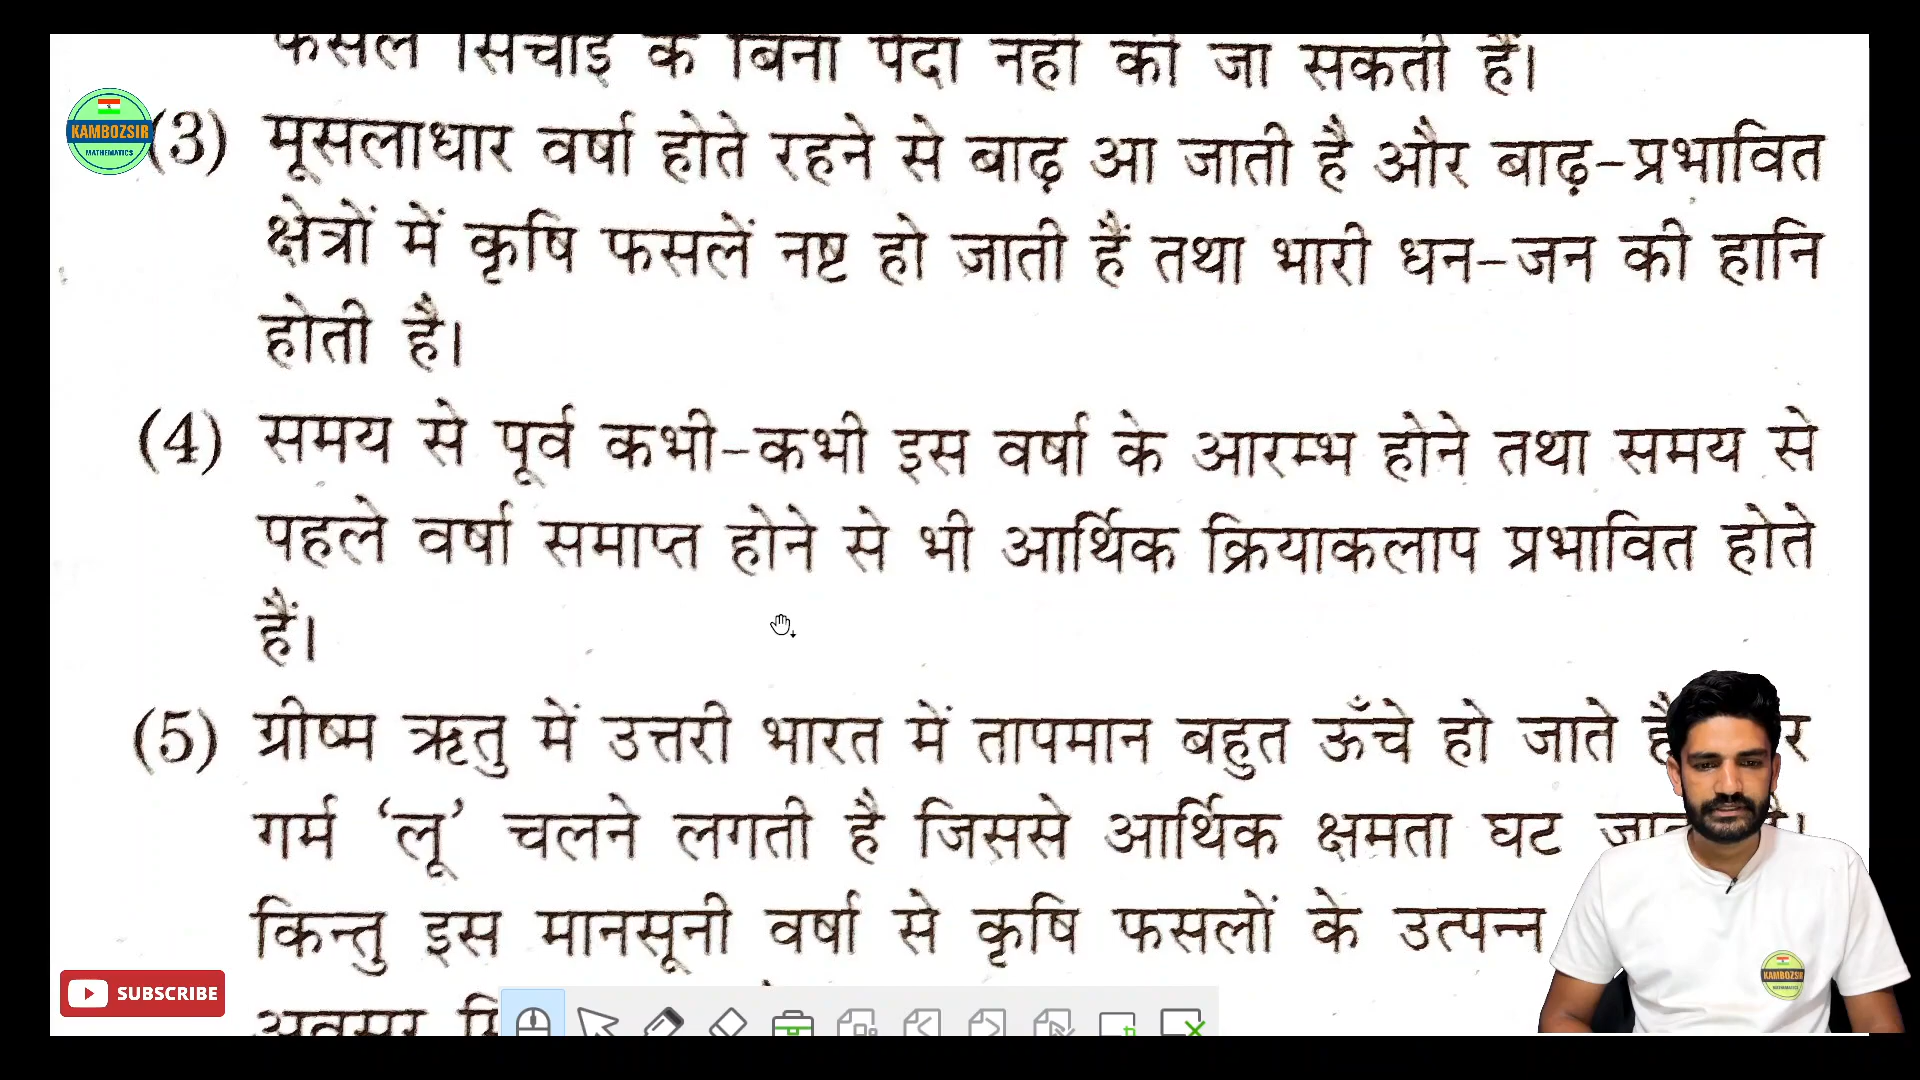 फसलें सिंचाई के बिना पैदा नहीं की जा सकती हैं।
(3) मूसलाधार वर्षा होते रहने से बाढ़ आ जाती है और बाढ़-प्रभावित
क्षेत्रों में कृषि फसलें नष्ट हो जाती हैं तथा भारी धन-जन की हानि
होती है।
(4) समय से पूर्व कभी-कभी इस वर्षा के आरम्भ होने तथा समय से
पहले वर्षा समाप्त होने से भी आर्थिक क्रियाकलाप प्रभावित होते
हैं।
(5) ग्रीष्म ऋतु में उत्तरी भारत में तापमान बहुत ऊँचे हो जाते
गर्म ‘लू’ चलने लगती है जिससे आर्थिक क्षमता घट
किन्तु इस मानसूनी वर्षा से कृषि फसलों के उत्पन्न
अवसर
KAMBOZSIR
MATHEMATICS
SUBSCRIBE
KAMBOZSIR